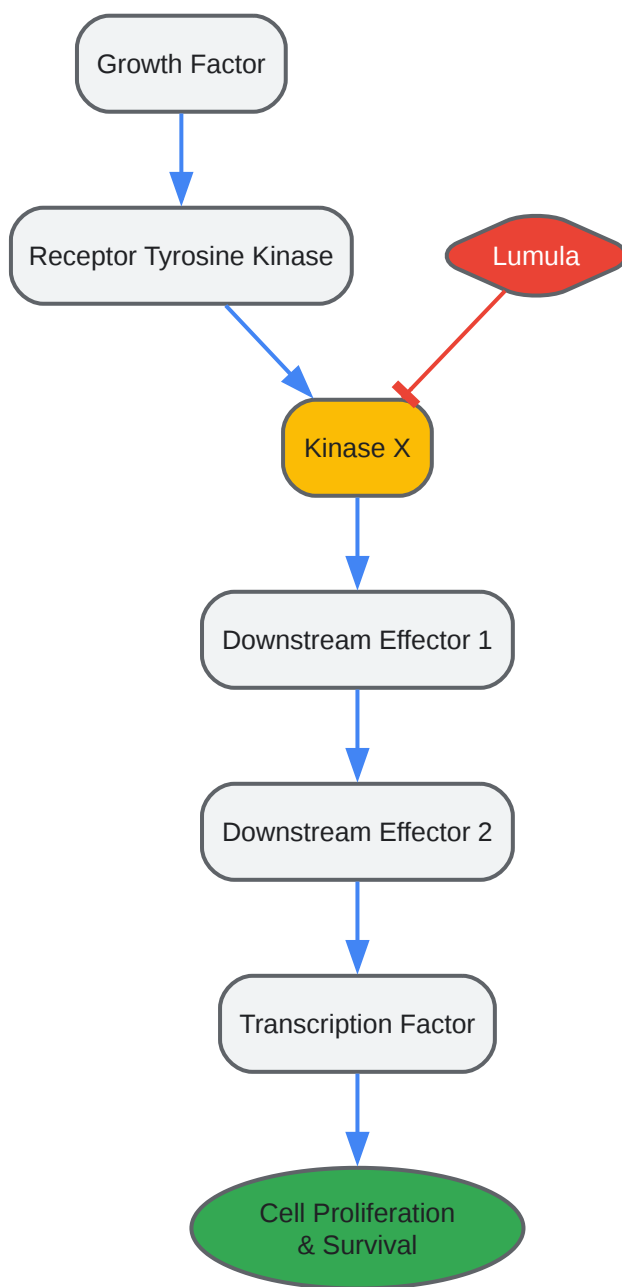 Growth Factor
Receptor Tyrosine Kinase
Lumula
Kinase X
Downstream Effector 1
Downstream Effector 2
Transcription Factor
Cell Proliferation
& Survival